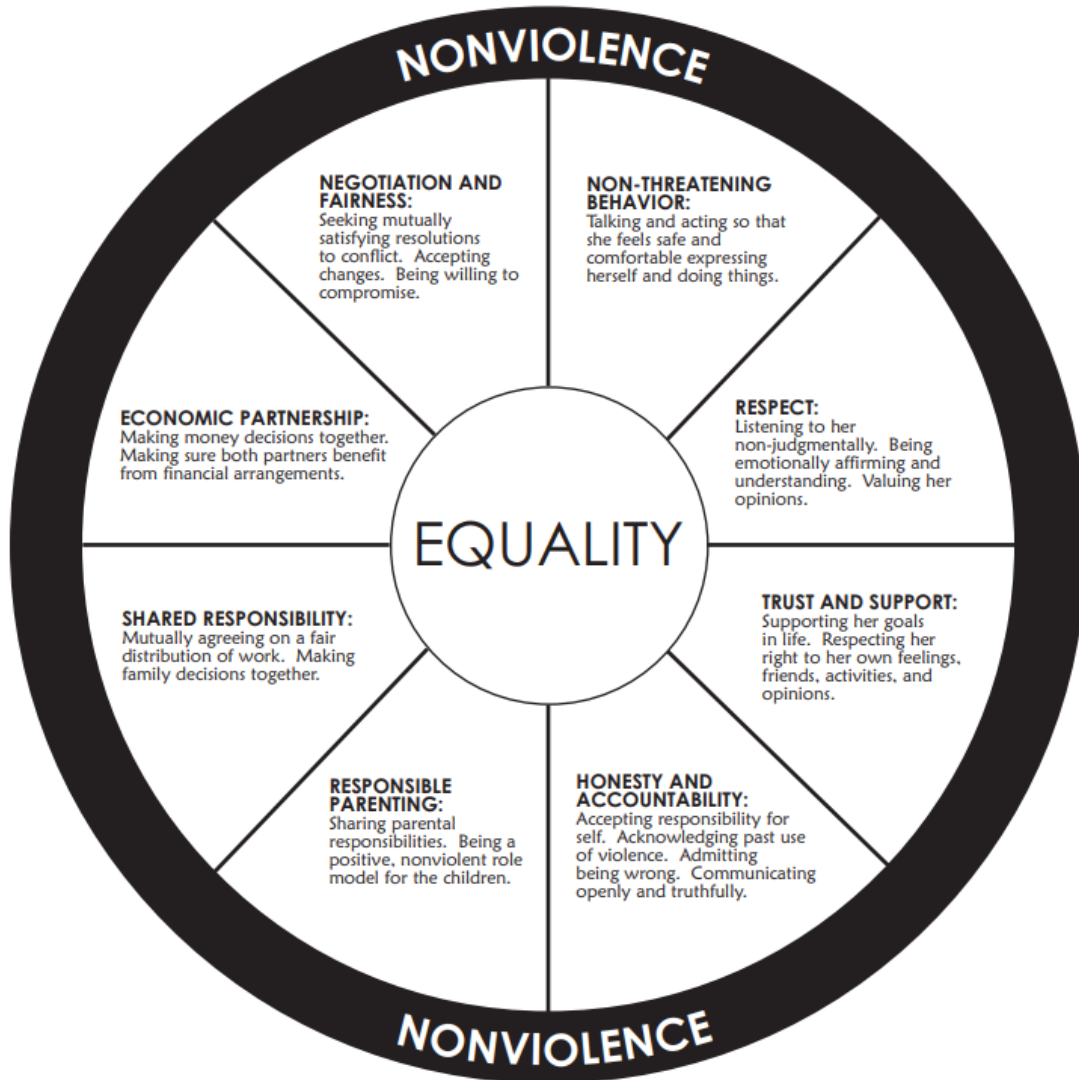 NONVIOLENCE
NEGOTIATION AND
FAIRNESS:
Seeking mutually
satisfying resolutions
to conflict.  Accepting
changes.  Being willing to
compromise.
NON-THREATENING
BEHAVIOR:
Talking and acting so that
she feels safe and
comfortable expressing
herself and doing things.
ECONOMIC PARTNERSHIP:
Making money decisions together.
Making sure both partners benefit
from financial arrangements.
RESPECT:
Listening to her
non-judgmentally.  Being
emotionally affirming and
understanding.  Valuing her
opinions.
EQUALITY
SHARED RESPONSIBILITY:
Mutually agreeing on a fair
distribution of work.  Making
family decisions together.
TRUST AND SUPPORT:
Supporting her goals
in life.  Respecting her
right to her own feelings,
friends, activities, and
opinions.
RESPONSIBLE
PARENTING:
Sharing parental
responsibilities.  Being a
positive, nonviolent role
model for the children.
HONESTY AND
ACCOUNTABILITY:
Accepting responsibility for
self.  Acknowledging past use
of violence.  Admitting
being wrong.  Communicating
openly and truthfully.
NONVIOLENCE